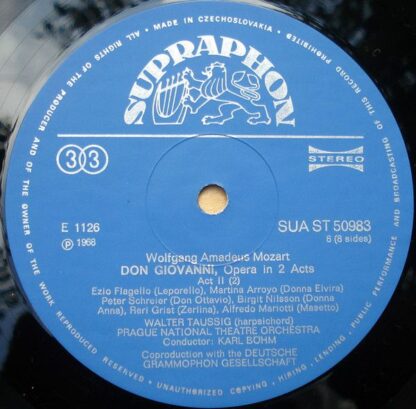 ALL RIGHTS OF THE PRODUCER AND OF THE OWNER OF THE WORK REPRODUCED RESERVED • UNAUTHORIZED COPYING, HIRING, LENDING, PUBLIC PERFORMANCE AND BROADCASTING OF THIS RECORD PROHIBITED • MADE IN CZECHOSLOVAKIA •
SUPRAPHON
33
STEREO
E 1126
SUA ST 50983
℗ 1968
6 (8 sides)
Wolfgang Amadeus Mozart
DON GIOVANNI, Opera in 2 Acts
Act II (2)
Ezio Flagello (Leporello), Martina Arroyo (Donna Elvira)
Peter Schreier (Don Ottavio), Birgit Nilsson (Donna
Anna), Reri Grist (Zerlina), Alfredo Mariotti (Masetto)
WALTER TAUSSIG (harpsichord)
PRAGUE NATIONAL THEATRE ORCHESTRA
Conductor: KARL BÖHM
Coproduction with the DEUTSCHE
GRAMMOPHON GESELLSCHAFT